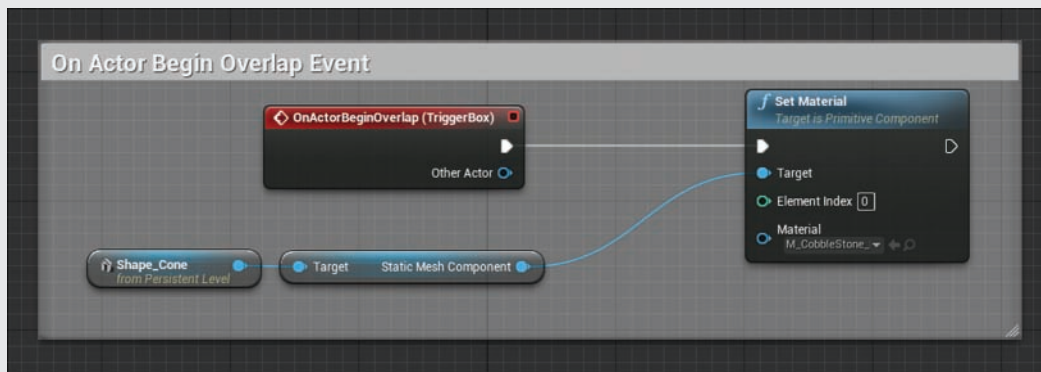 On Actor Begin Overlap Event
OnActorBeginOverlap (TriggerBox)
Other Actor
f Set Material
Target is Primitive Component
Target
Element Index 0
Material
M_CobbleStone_
Shape_Cone
from Persistent Level
Target Static Mesh Component